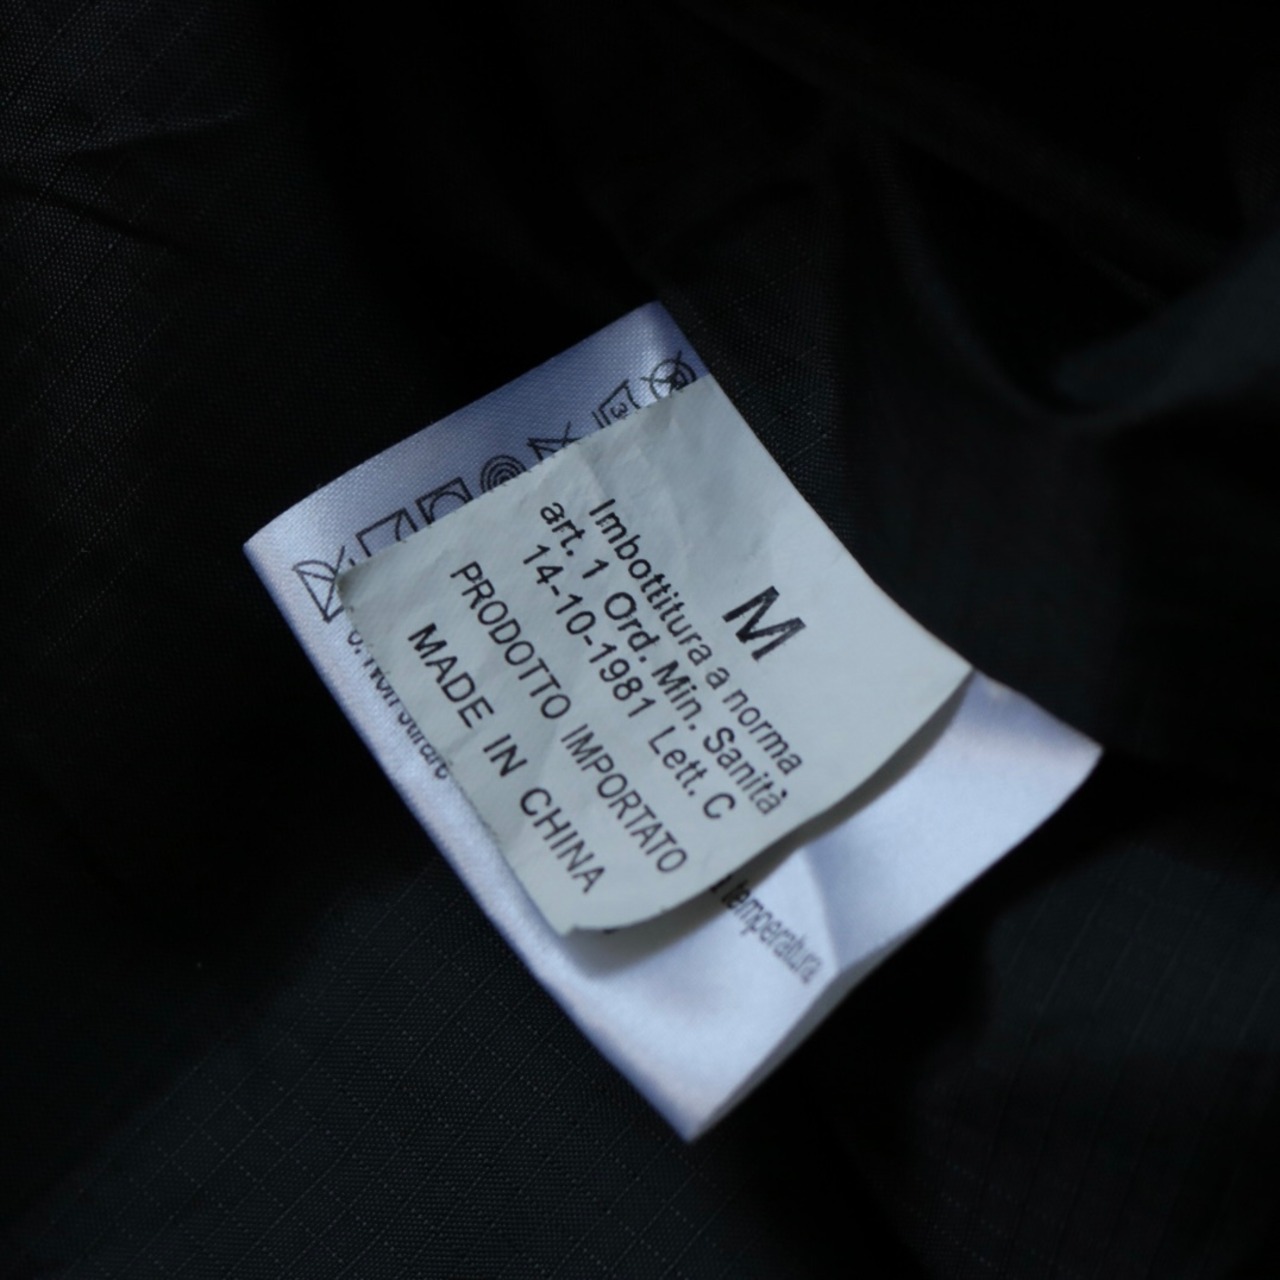 M
Imbottitura a norma
art. 1 Ord. Min. Sanità
14-10-1981 Lett. C
PRODOTTO IMPORTATO
MADE IN CHINA
temperatura.